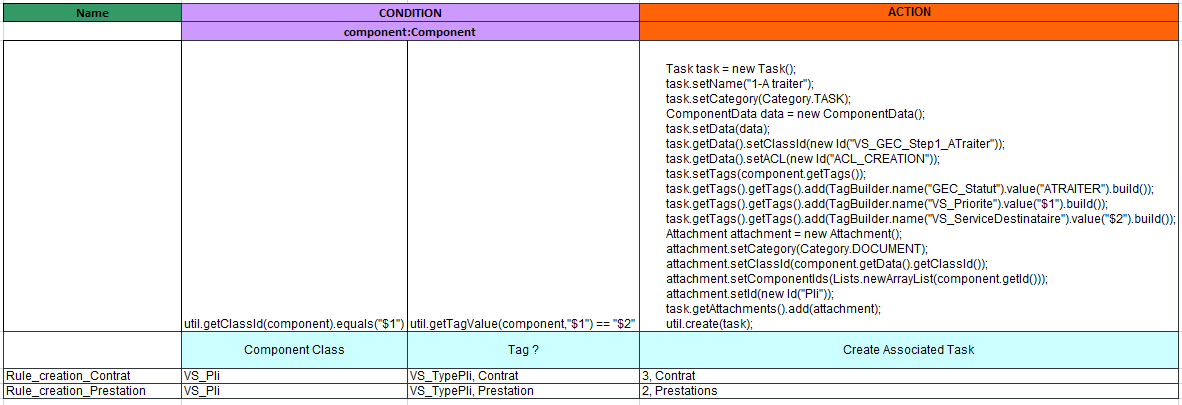 Name CONDITION ACTION
component:Component
Task task = new Task();
task.setName("1-A traiter");
task.setCategory(Category.TASK);
ComponentData data = new ComponentData();
task.setData(data);
task.getData().setClassId(new Id("VS_GEC_Step1_ATraiter"));
task.getData().setACL(new Id("ACL_CREATION"));
task.setTags(component.getTags());
task.getTags().getTags().add(TagBuilder.name("GEC_Statut").value("ATRAITER").build());
task.getTags().getTags().add(TagBuilder.name("VS_Priorite").value("$1").build());
task.getTags().getTags().add(TagBuilder.name("VS_ServiceDestinataire").value("$2").build());
Attachment attachment = new Attachment();
attachment.setCategory(Category.DOCUMENT);
attachment.setClassId(component.getData().getClassId());
attachment.setComponentIds(Lists.newArrayList(component.getId()));
attachment.setId(new Id("Pli"));
task.getAttachments().add(attachment);
util.getClassId(component).equals("$1") util.getTagValue(component,"$1") == "$2" util.create(task);
Component Class Tag ? Create Associated Task
Rule_creation_Contrat VS_Pli VS_TypePli, Contrat 3, Contrat
Rule_creation_Prestation VS_Pli VS_TypePli, Prestation 2, Prestations